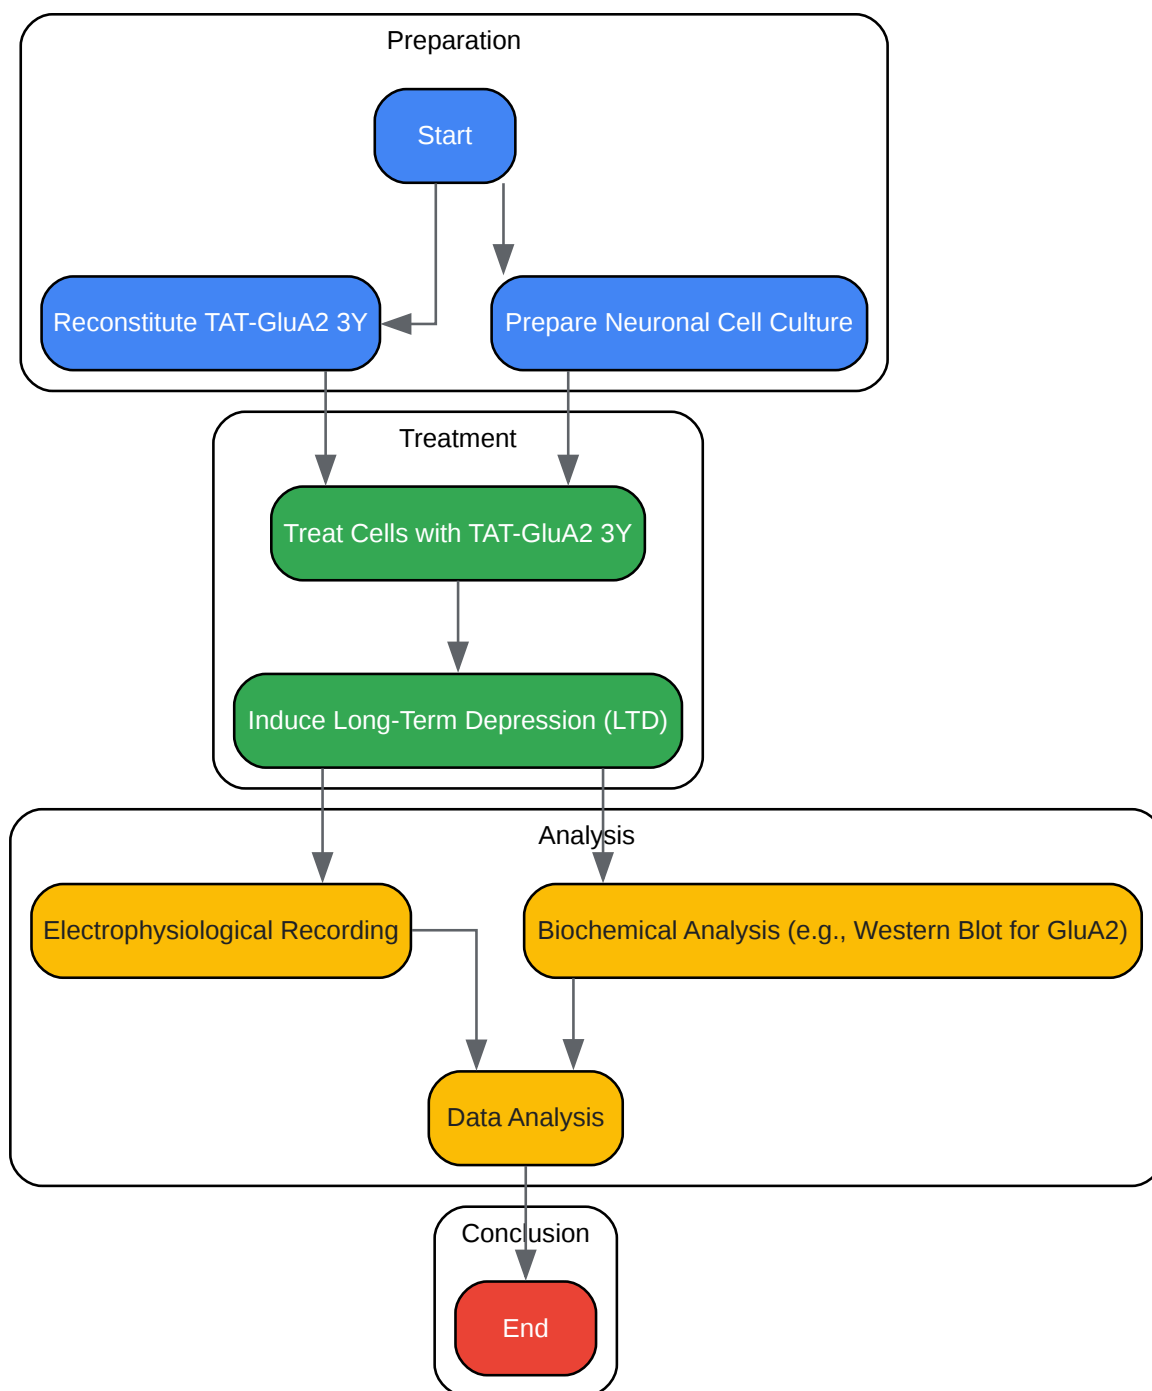 Preparation
Start
Reconstitute TAT-GluA2 3Y
Prepare Neuronal Cell Culture
Treatment
Treat Cells with TAT-GluA2 3Y
Induce Long-Term Depression (LTD)
Analysis
Electrophysiological Recording
Biochemical Analysis (e.g., Western Blot for GluA2)
Data Analysis
Conclusion
End